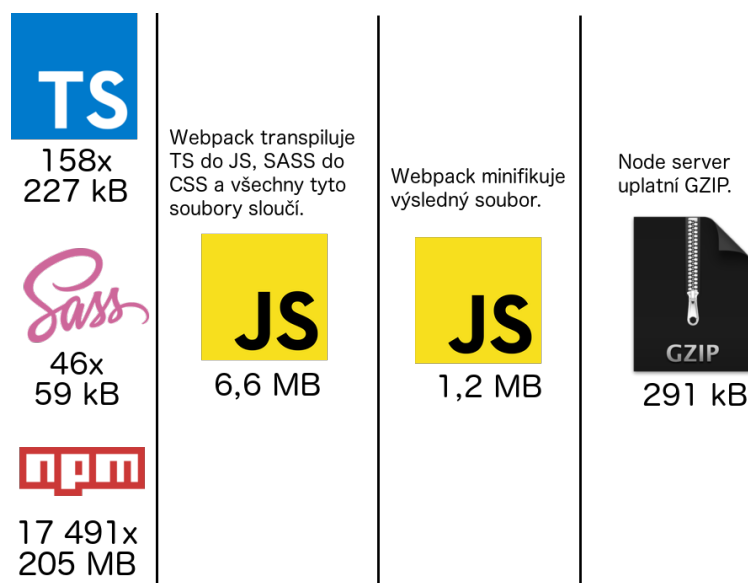 TS
158x
227 kB
Sass
46x
59 kB
npm
17 491x
205 MB
Webpack transpiluje
TS do JS, SASS do
CSS a všechny tyto
soubory sloučí.
JS
6,6 MB
Webpack minifikuje
výsledný soubor.
JS
1,2 MB
Node server
uplatní GZIP.
GZIP
291 kB